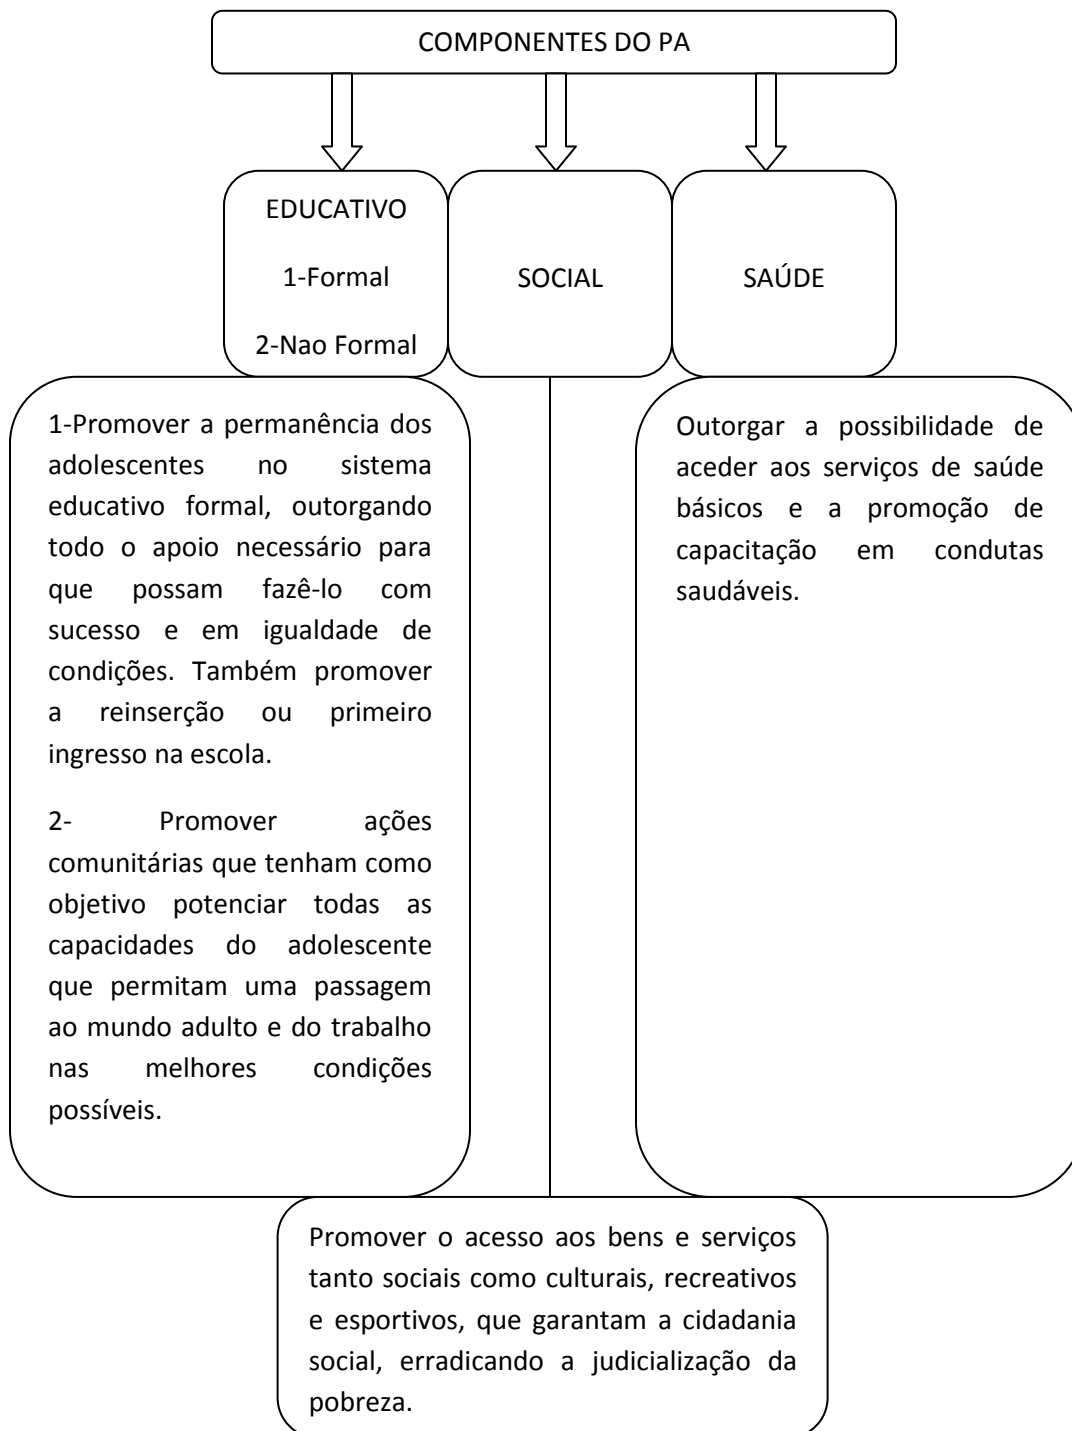 COMPONENTES DO PA
EDUCATIVO
1-Formal
2-Nao Formal
SOCIAL
SAÚDE
1-Promover a permanência dos
adolescentes no sistema
educativo formal, outorgando
todo o apoio necessário para
que possam fazê-lo com
sucesso e em igualdade de
condições. Também promover
a reinserção ou primeiro
ingresso na escola.
2- Promover ações
comunitárias que tenham como
objetivo potenciar todas as
capacidades do adolescente
que permitam uma passagem
ao mundo adulto e do trabalho
nas melhores condições
possíveis.
Outorgar a possibilidade de
aceder aos serviços de saúde
básicos e a promoção de
capacitação em condutas
saudáveis.
Promover o acesso aos bens e serviços
tanto sociais como culturais, recreativos
e esportivos, que garantam a cidadania
social, erradicando a judicialização da
pobreza.